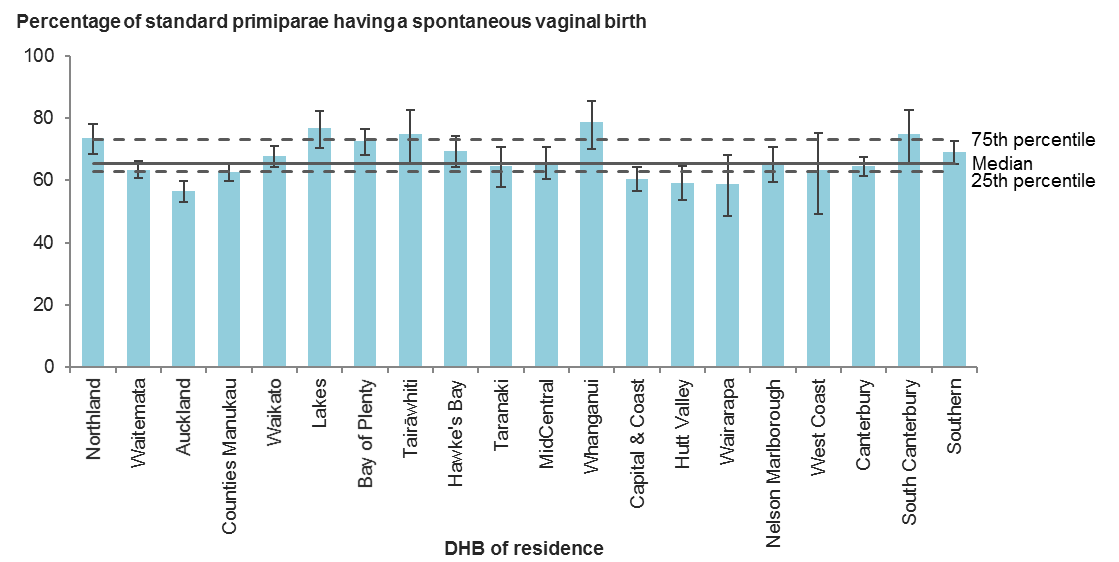 Percentage of standard primiparae having a spontaneous vaginal birth
100
80
60
40
20
0
75th percentile
Median
25th percentile
Northland
Waitemata
Auckland
Counties Manukau
Waikato
Lakes
Bay of Plenty
Tairāwhiti
Hawke's Bay
Taranaki
MidCentral
Whanganui
Capital & Coast
Hutt Valley
Wairarapa
Nelson Marlborough
West Coast
Canterbury
South Canterbury
Southern
DHB of residence